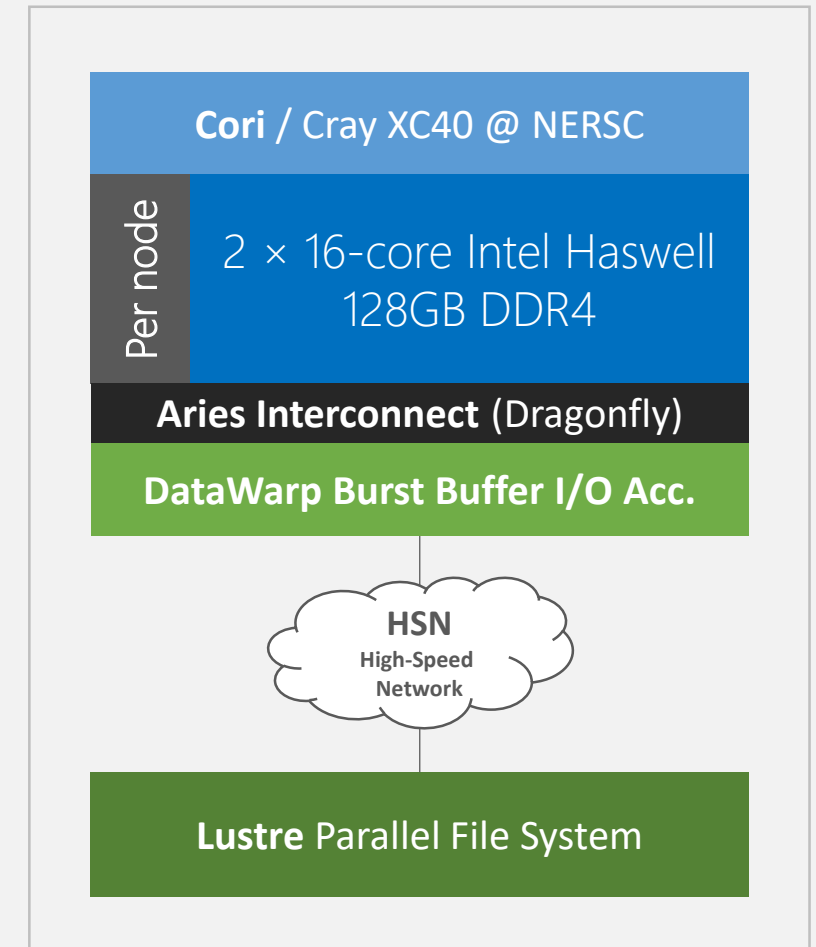 Cori / Cray XC40 @ NERSC
Per node
2 × 16-core Intel Haswell
128GB DDR4
Aries Interconnect (Dragonfly)
DataWarp Burst Buffer I/O Acc.
HSN
High-Speed
Network
Lustre Parallel File System